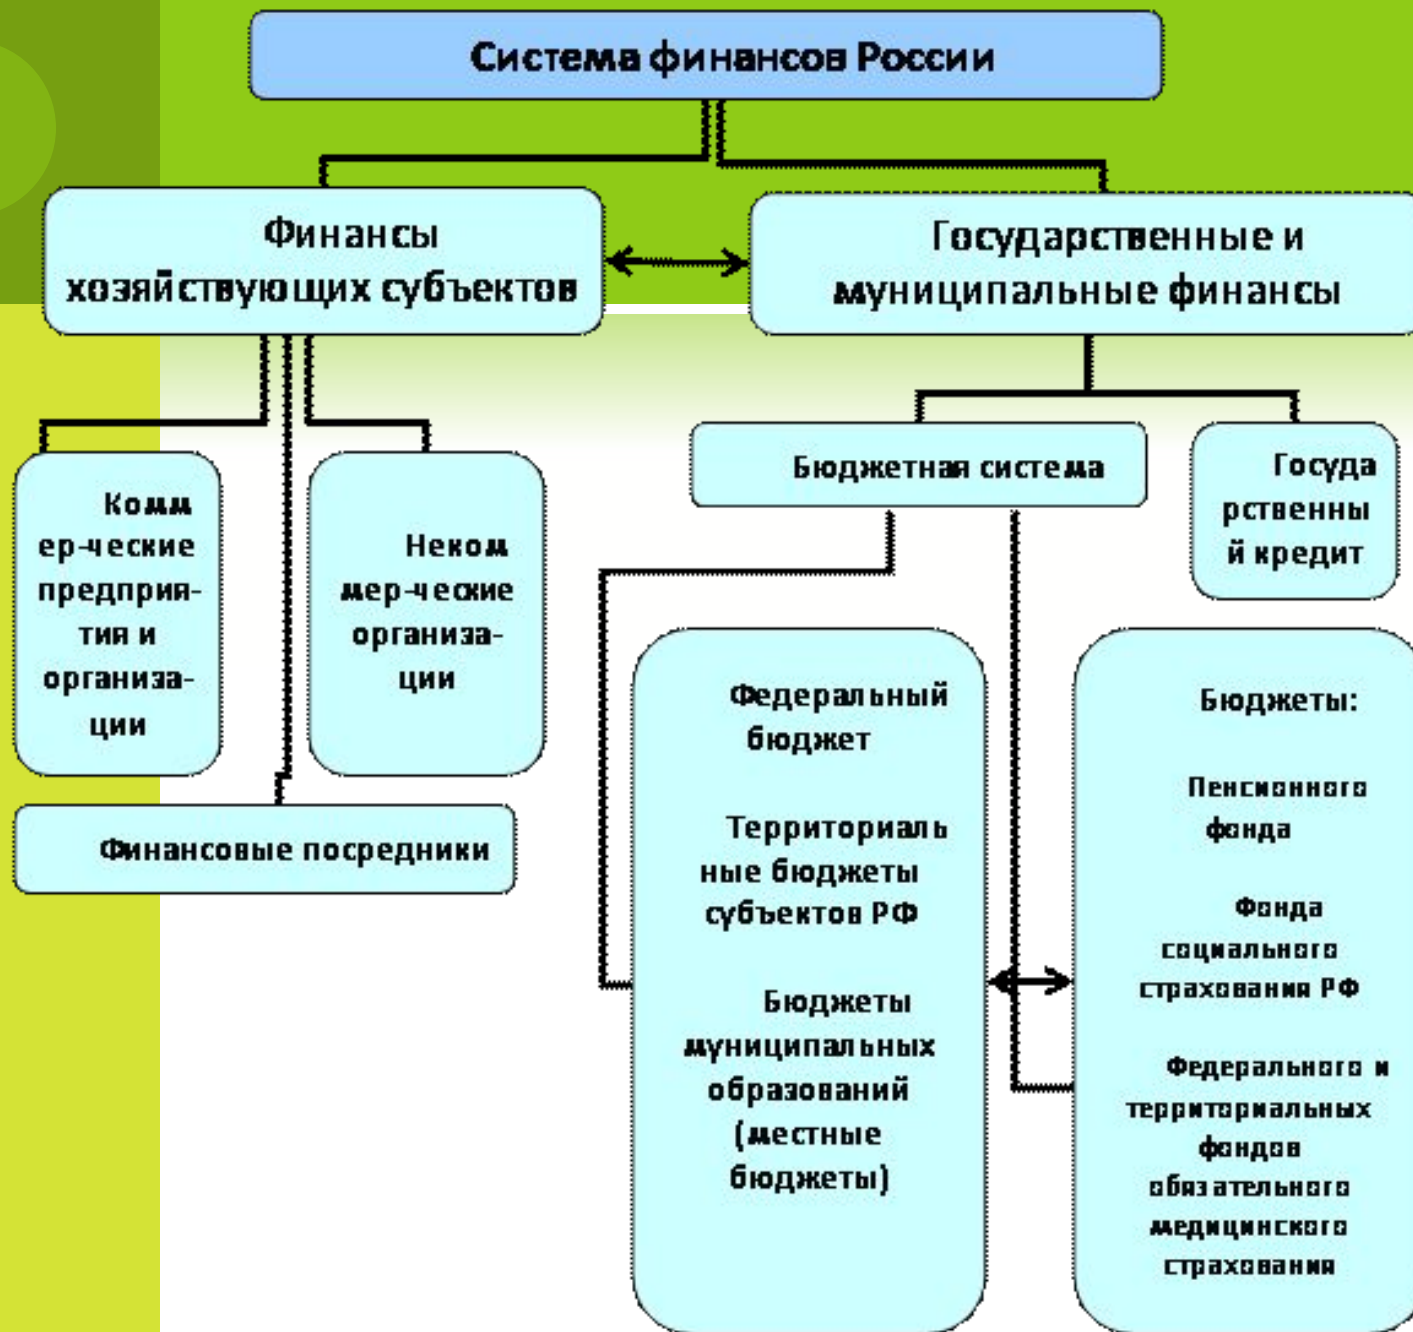 Система финансов России
Финансы
хозяйствующих субъектов
Государственные и
муниципальные финансы
Комм
ер-ческие
предприя-
тия и
организа-
ции
Неком
мер-ческие
организа-
ции
Финансовые посредники
Бюджетная система
Госуда
рственны
й кредит
Федеральный
бюджет
Территориаль
ные бюджеты
субъектов РФ
Бюджеты
муниципальных
образований
(местные
бюджеты)
Бюджеты:
Пенсионного
фонда
Фонда
социального
страхования РФ
Федерального и
территориальных
фондов
обязательного
медицинского
страхования